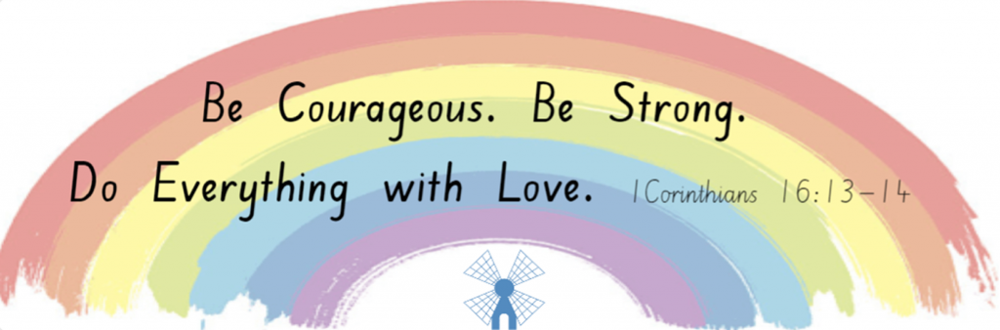 Be Courageous. Be Strong.
Do Everything with Love. 1Corinthians 16:13-14